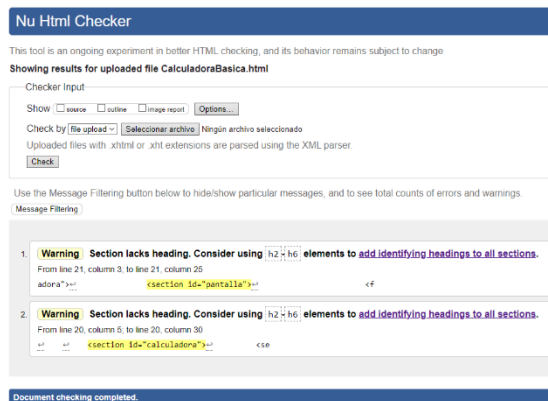 Nu Html Checker
This tool is an ongoing experiment in better HTML checking, and its behavior remains subject to change
Showing results for uploaded file CalculadoraBasica.html
Checker Input
Show source outline image report Options...
Check by file upload Seleccionar archivo Ningún archivo seleccionado
Uploaded files with .xhtml or .xht extensions are parsed using the XML parser.
Check
Use the Message Filtering button below to hide/show particular messages, and to see total counts of errors and warnings.
Message Filtering
1. Warning Section lacks heading. Consider using h2-h6 elements to add identifying headings to all sections.
From line 21, column 3; to line 21, column 25
adora">↩ <section id="pantalla">↩ <f
2. Warning Section lacks heading. Consider using h2-h6 elements to add identifying headings to all sections.
From line 20, column 5; to line 20, column 30
↩ ↩ <section id="calculadora">↩ <se
Document checking completed.